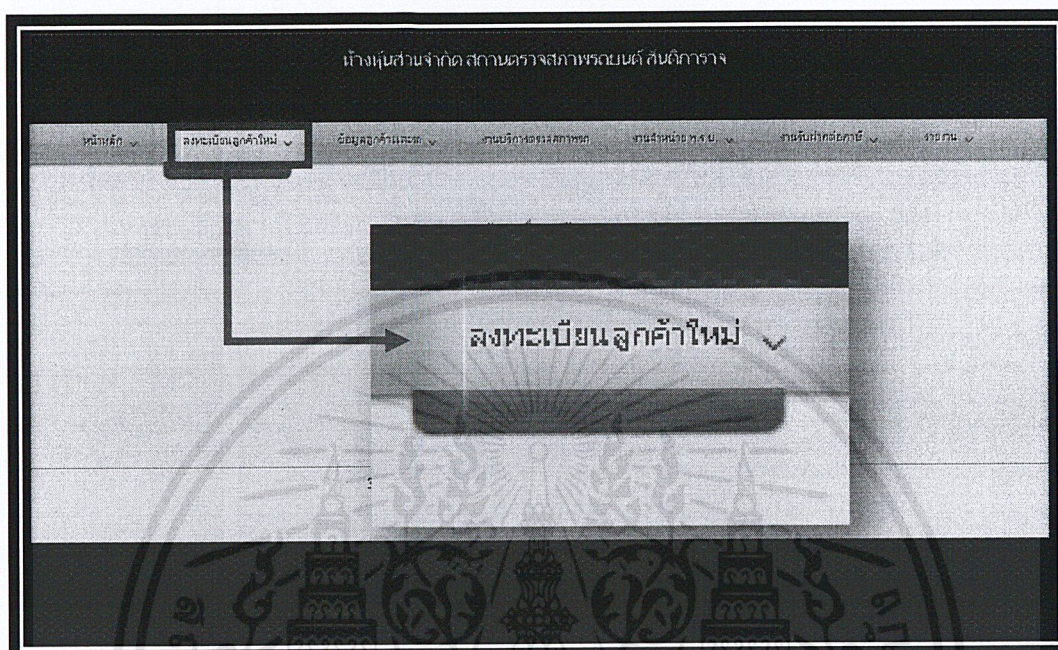 ห้างหุ้นส่วนจำกัด สถานตรวจสภาพรถยนต์ สันติการาจ
หน้าหลัก ลงทะเบียนลูกค้าใหม่ ข้อมูลลูกค้าและรถ งานบริการตรวจสภาพรถ งานจำหน่าย พ.ร.บ. งานรับฝากต่อภาษี รายงาน
ลงทะเบียนลูกค้าใหม่